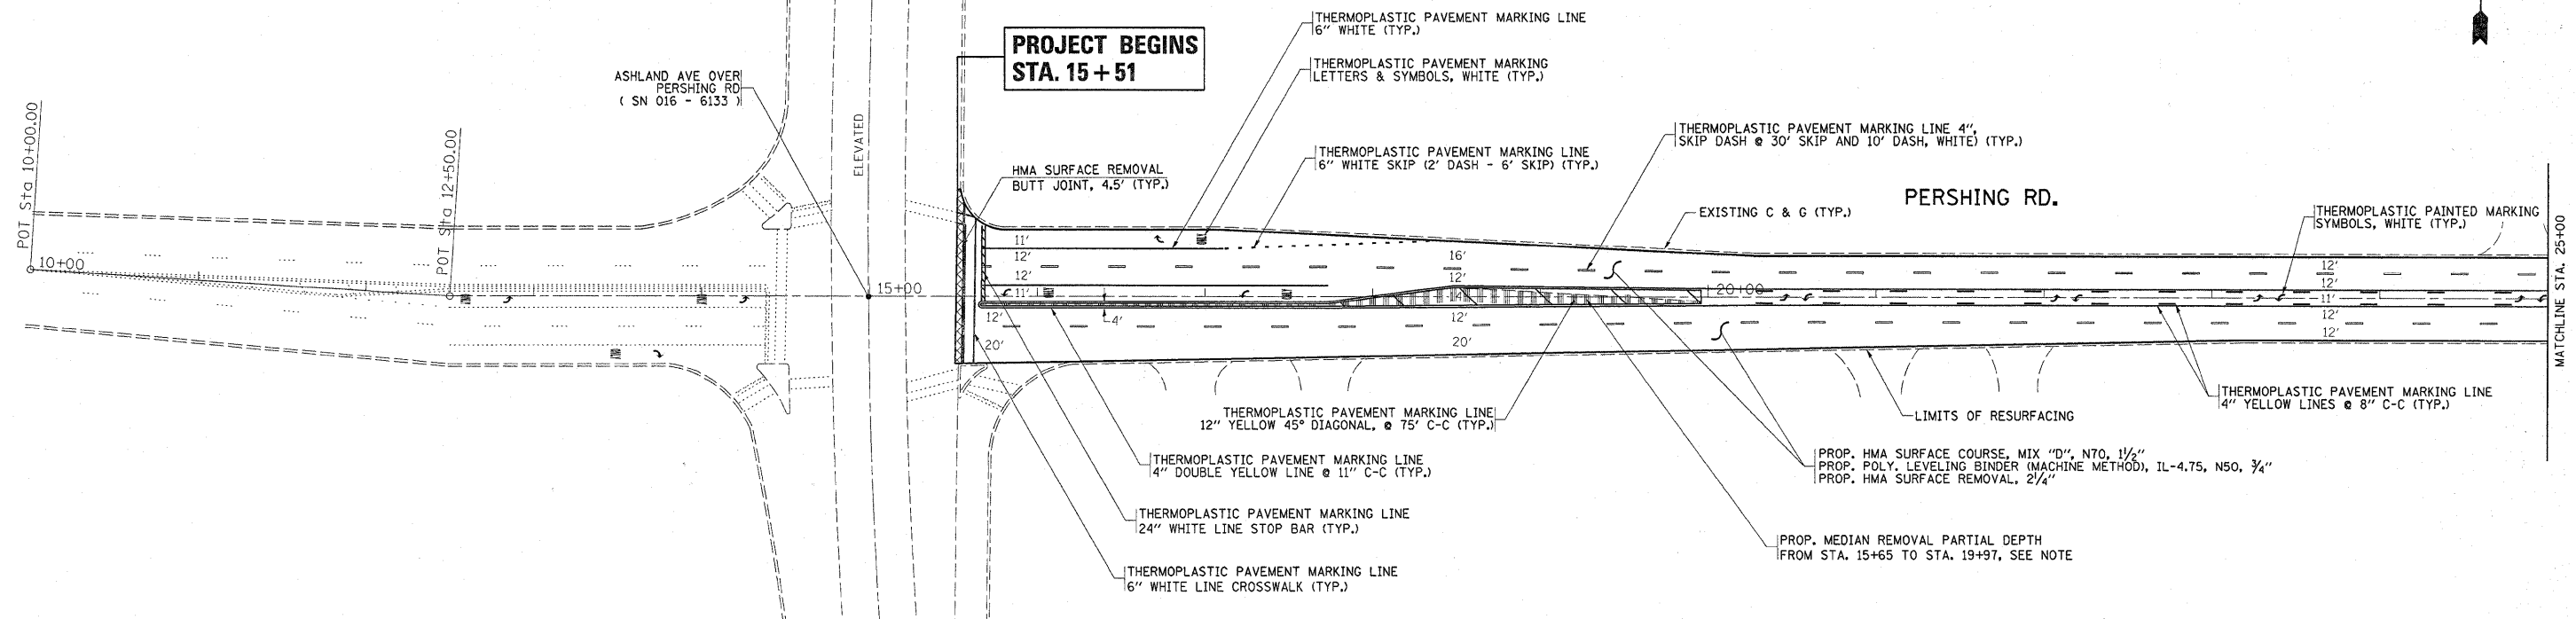 THERMOPLASTIC PAVEMENT MARKING LINE
6" WHITE (TYP.)
PROJECT BEGINS
STA. 15+51
THERMOPLASTIC PAVEMENT MARKING
LETTERS & SYMBOLS, WHITE (TYP.)
ASHLAND AVE OVER
PERSHING RD
( SN 016 - 6133 )
POT Sta 10+00.00
POT Sta 12+50.00
ELEVATED
THERMOPLASTIC PAVEMENT MARKING LINE 4",
SKIP DASH @ 30' SKIP AND 10' DASH, WHITE) (TYP.)
THERMOPLASTIC PAVEMENT MARKING LINE
6" WHITE SKIP (2' DASH - 6' SKIP) (TYP.)
HMA SURFACE REMOVAL
BUTT JOINT, 4.5' (TYP.)
PERSHING RD.
EXISTING C & G (TYP.)
THERMOPLASTIC PAINTED MARKING
SYMBOLS, WHITE (TYP.)
MATCHLINE STA. 25+00
10+00
15+00
20+00
11'
12'
12'
11'
12'
20'
4'
16'
12'
14'
12'
20'
12'
12'
11'
12'
12'
THERMOPLASTIC PAVEMENT MARKING LINE
4" YELLOW LINES @ 8" C-C (TYP.)
THERMOPLASTIC PAVEMENT MARKING LINE
12" YELLOW 45° DIAGONAL, @ 75' C-C (TYP.)
LIMITS OF RESURFACING
THERMOPLASTIC PAVEMENT MARKING LINE
4" DOUBLE YELLOW LINE @ 11" C-C (TYP.)
PROP. HMA SURFACE COURSE, MIX "D", N70, 1½"
PROP. POLY. LEVELING BINDER (MACHINE METHOD), IL-4.75, N50, ¾"
PROP. HMA SURFACE REMOVAL, 2¼"
THERMOPLASTIC PAVEMENT MARKING LINE
24" WHITE LINE STOP BAR (TYP.)
PROP. MEDIAN REMOVAL PARTIAL DEPTH
FROM STA. 15+65 TO STA. 19+97, SEE NOTE
THERMOPLASTIC PAVEMENT MARKING LINE
6" WHITE LINE CROSSWALK (TYP.)